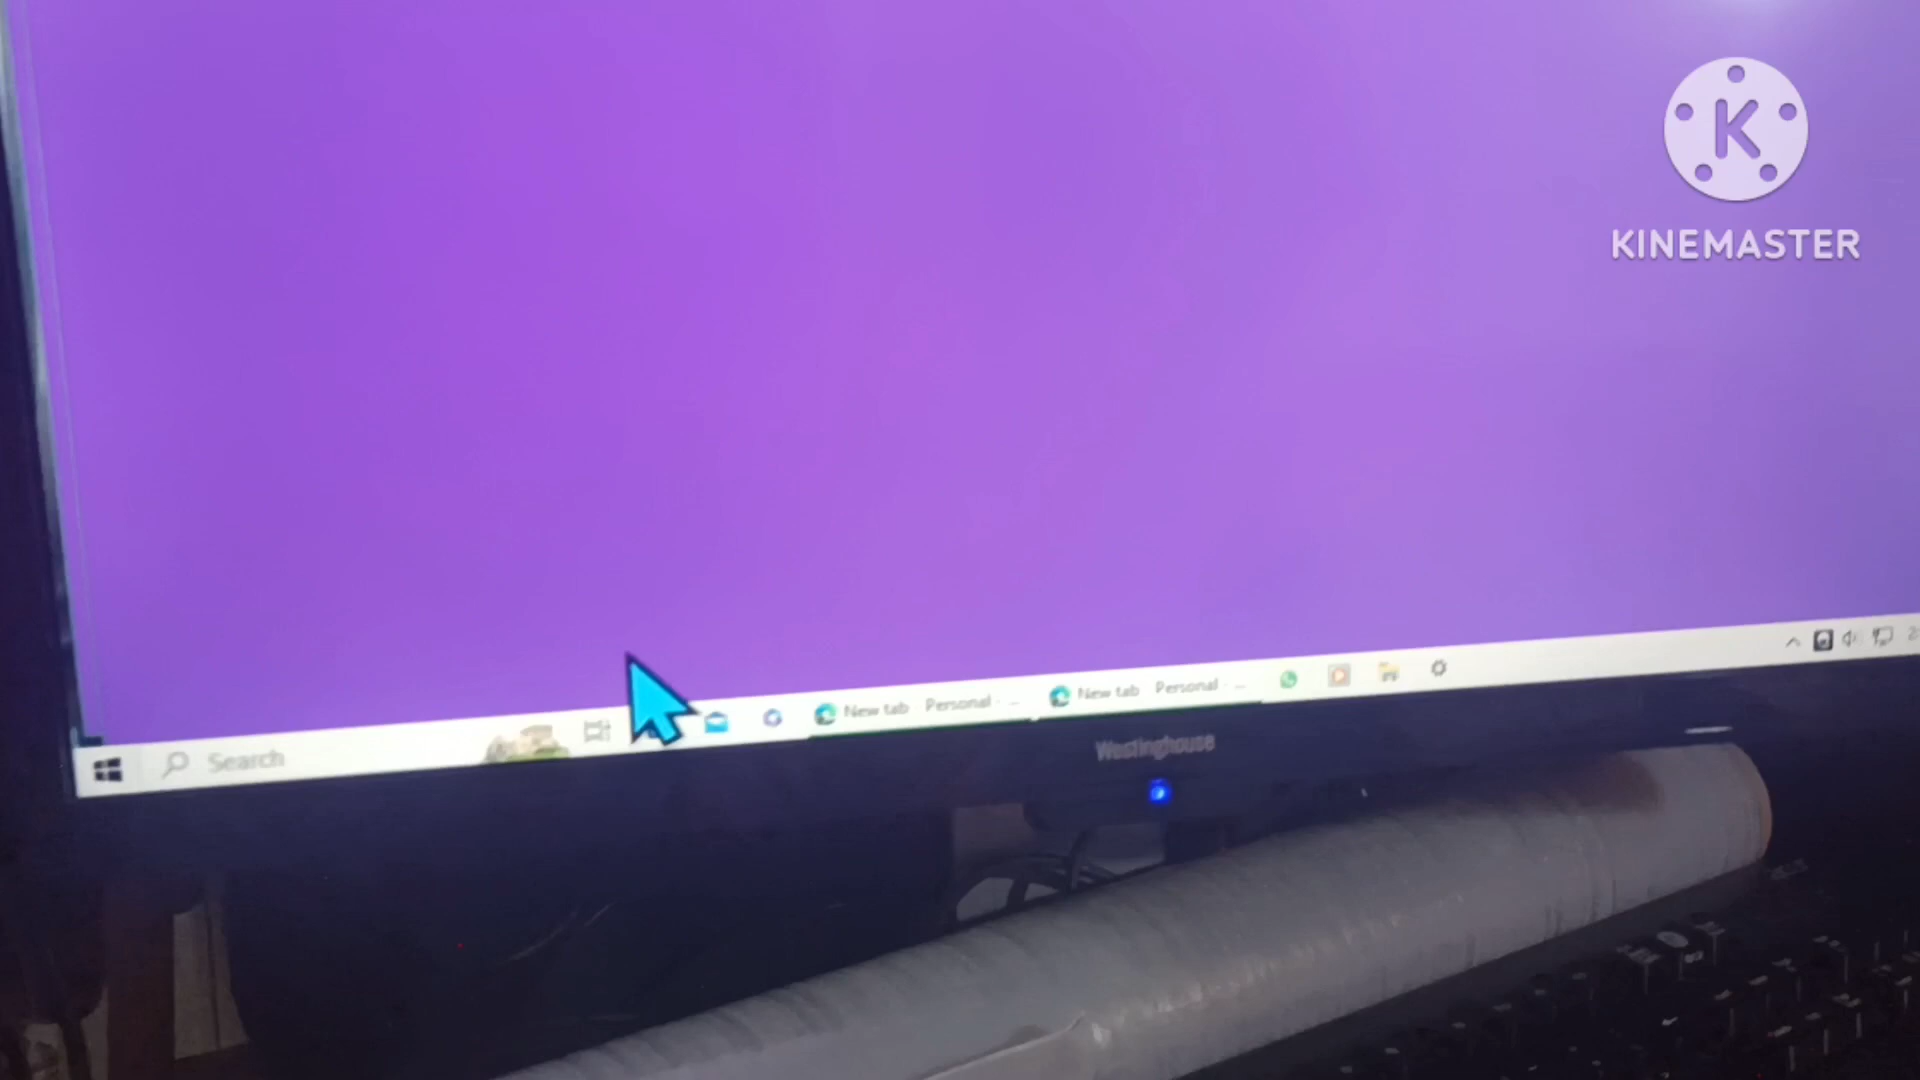 K
KINEMASTER
New tab - Personal - ...
New tab - Personal - ...
Search
Westinghouse